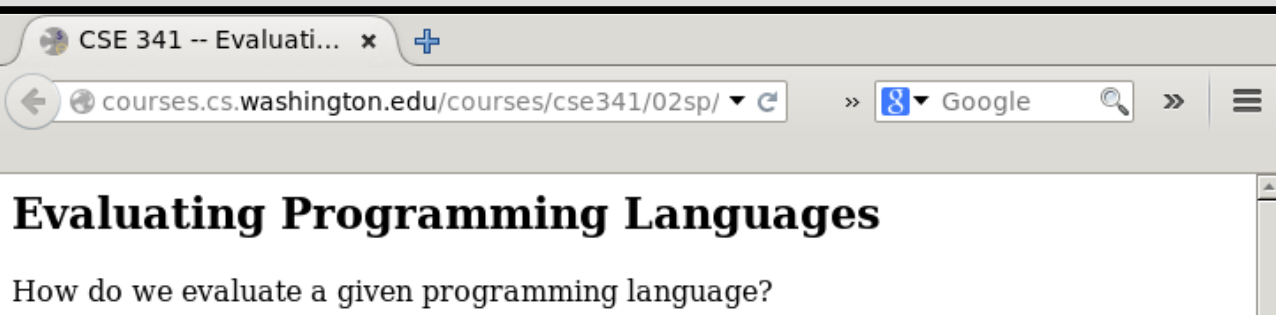 CSE 341 -- Evaluati...
courses.cs.washington.edu/courses/cse341/02sp/
» 8 Google »
Evaluating Programming Languages
How do we evaluate a given programming language?